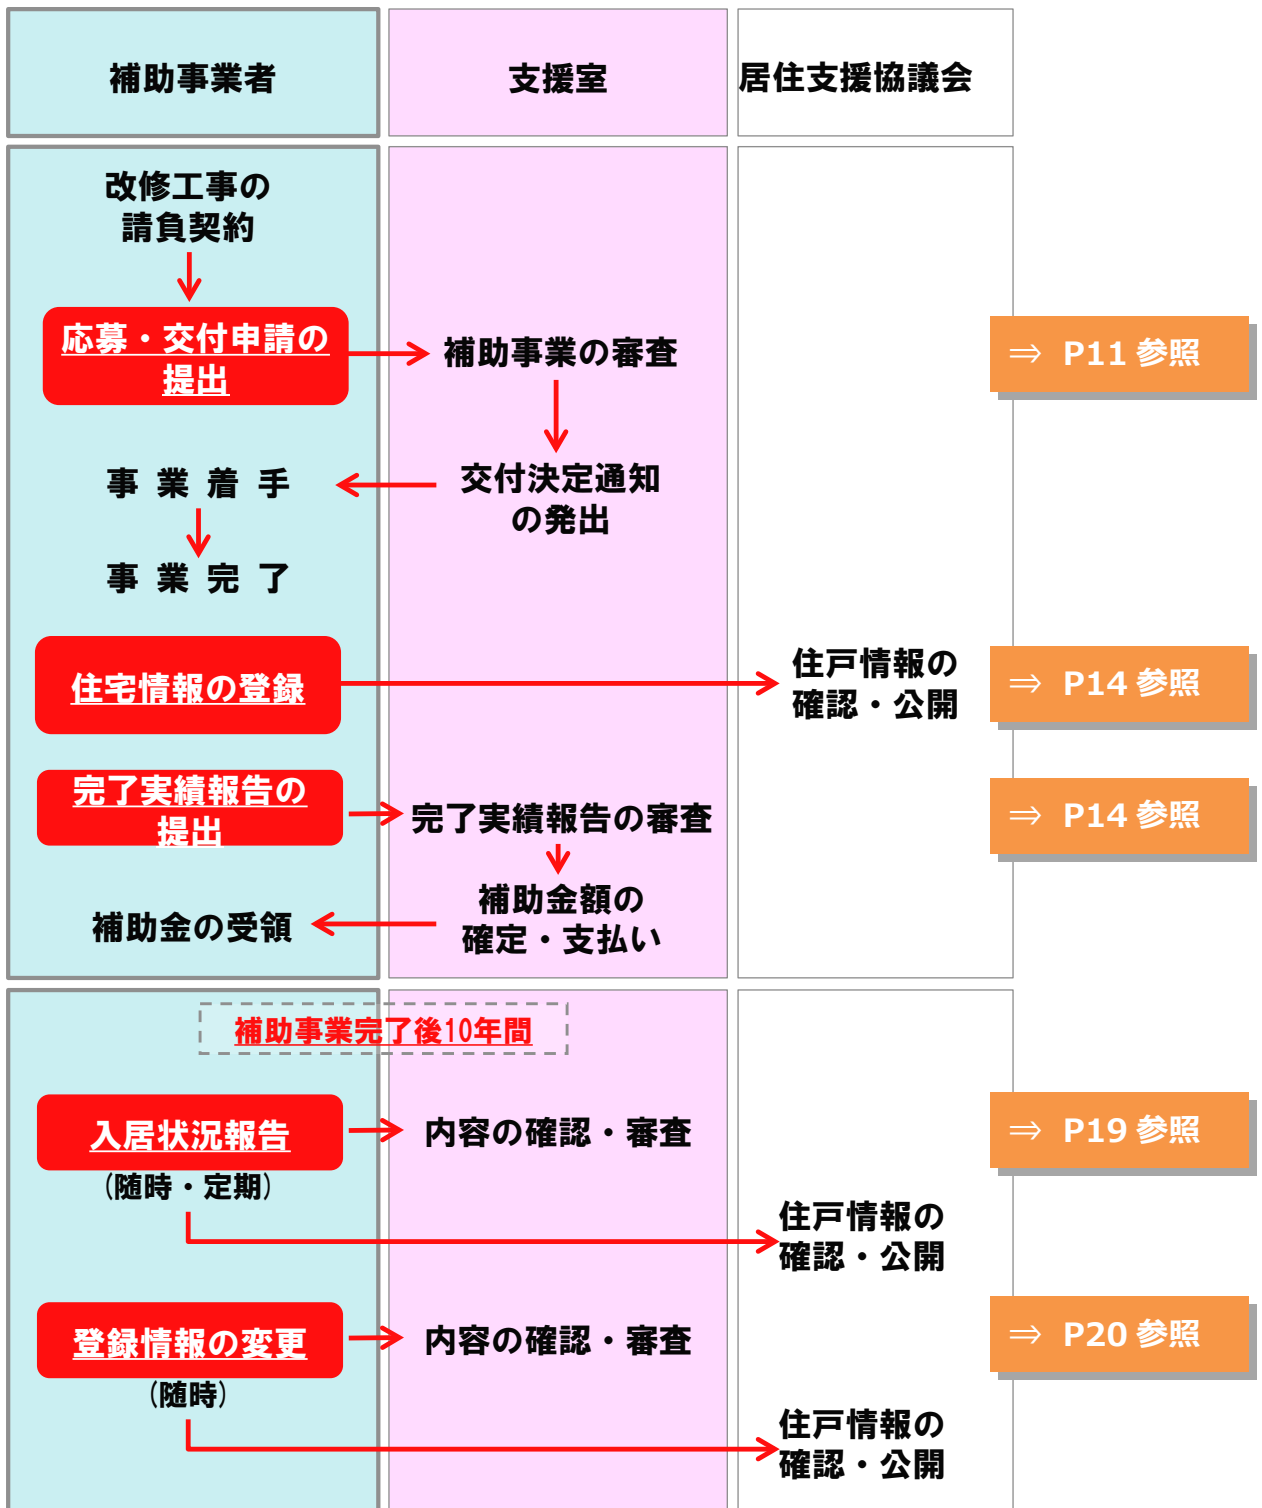 補助事業者
支援室
居住支援協議会
改修工事の
請負契約
応募・交付申請の
提出
補助事業の審査
⇒ P11 参照
事業着手
交付決定通知
の発出
事業完了
住宅情報の登録
住戸情報の
確認・公開
⇒ P14 参照
完了実績報告の
提出
完了実績報告の審査
⇒ P14 参照
補助金の受領
補助金額の
確定・支払い
補助事業完了後10年間
入居状況報告
(随時・定期)
内容の確認・審査
⇒ P19 参照
住戸情報の
確認・公開
登録情報の変更
(随時)
内容の確認・審査
⇒ P20 参照
住戸情報の
確認・公開